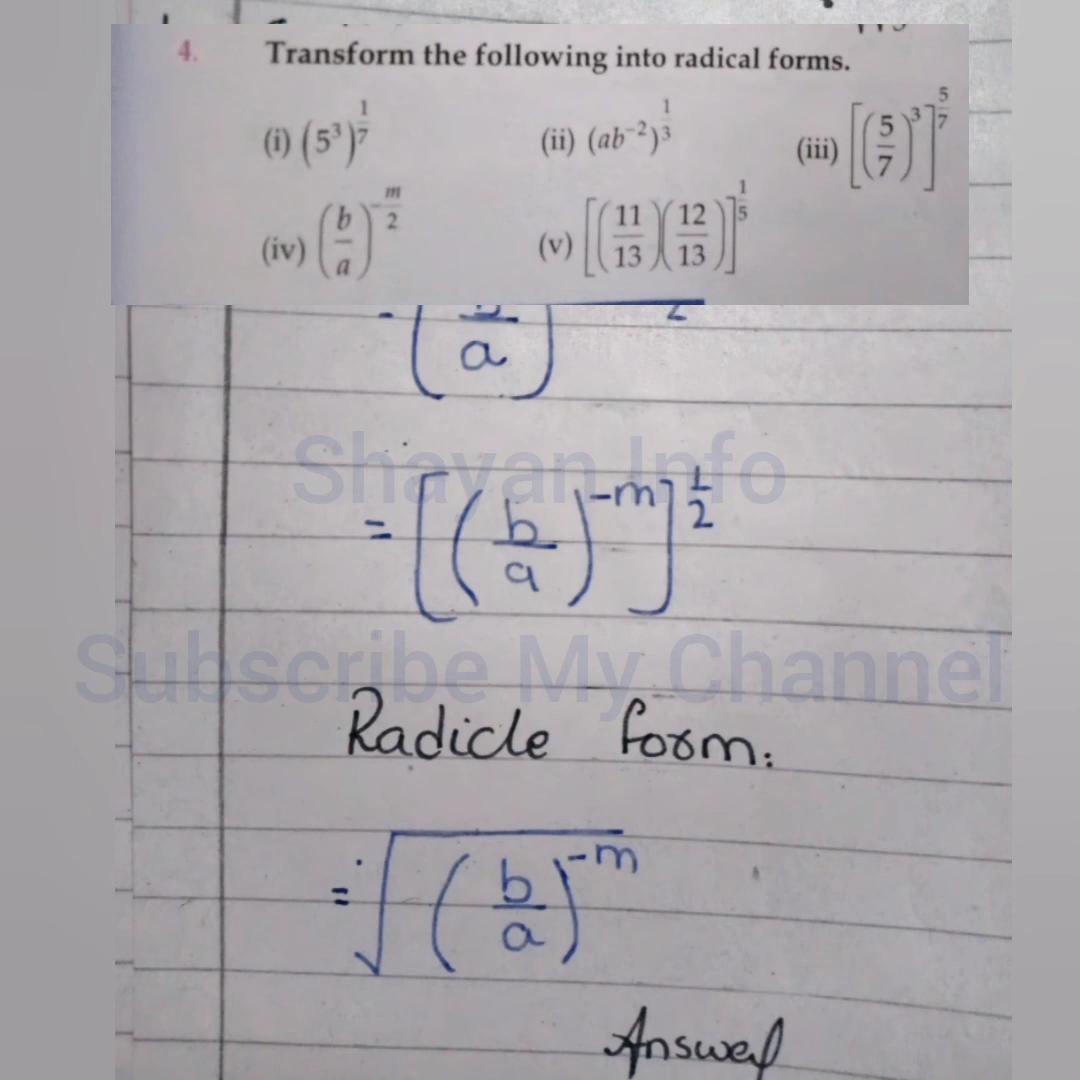 4. Transform the following into radical forms.
(i) (5³)^(1/7) (ii) (ab⁻²)^(1/3) (iii) [(5/7)³]^(5/7)
(iv) (b/a)^(-m/2) (v) [(11/13)(12/13)]^(1/5)
(b/a)
Shayan Info
= [(b/a)^(-m)]^(1/2)
Subscribe My Channel
Radicle form.
= √(b/a)^(-m)
Answer